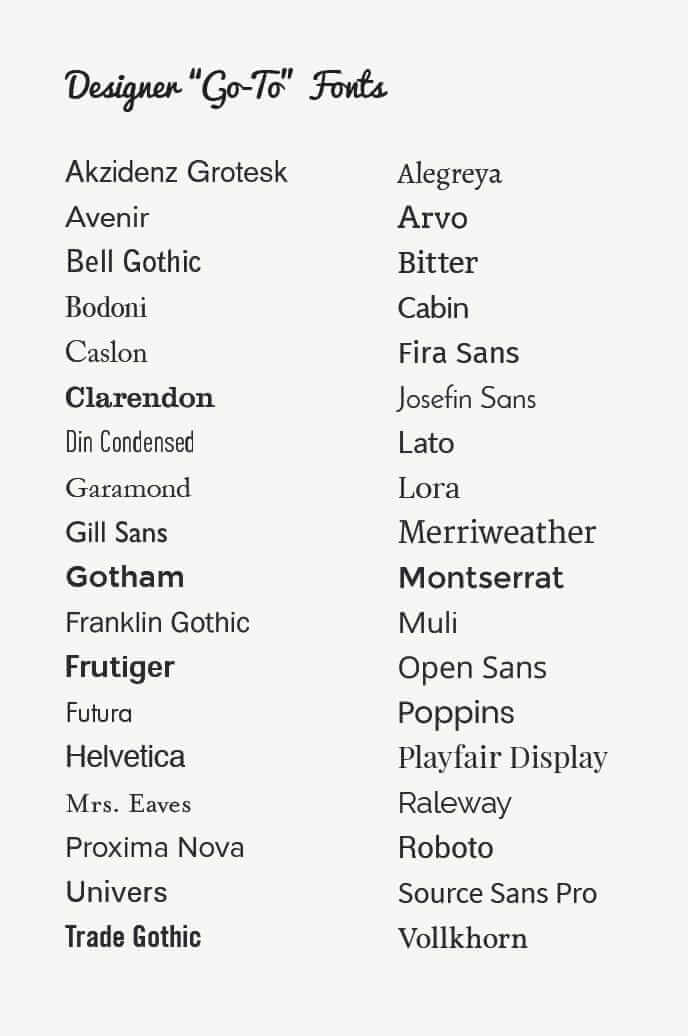 Designer “Go-To” Fonts
Akzidenz Grotesk
Avenir
Bell Gothic
Bodoni
Caslon
Clarendon
Din Condensed
Garamond
Gill Sans
Gotham
Franklin Gothic
Frutiger
Futura
Helvetica
Mrs. Eaves
Proxima Nova
Univers
Trade Gothic
Alegreya
Arvo
Bitter
Cabin
Fira Sans
Josefin Sans
Lato
Lora
Merriweather
Montserrat
Muli
Open Sans
Poppins
Playfair Display
Raleway
Roboto
Source Sans Pro
Vollkhorn